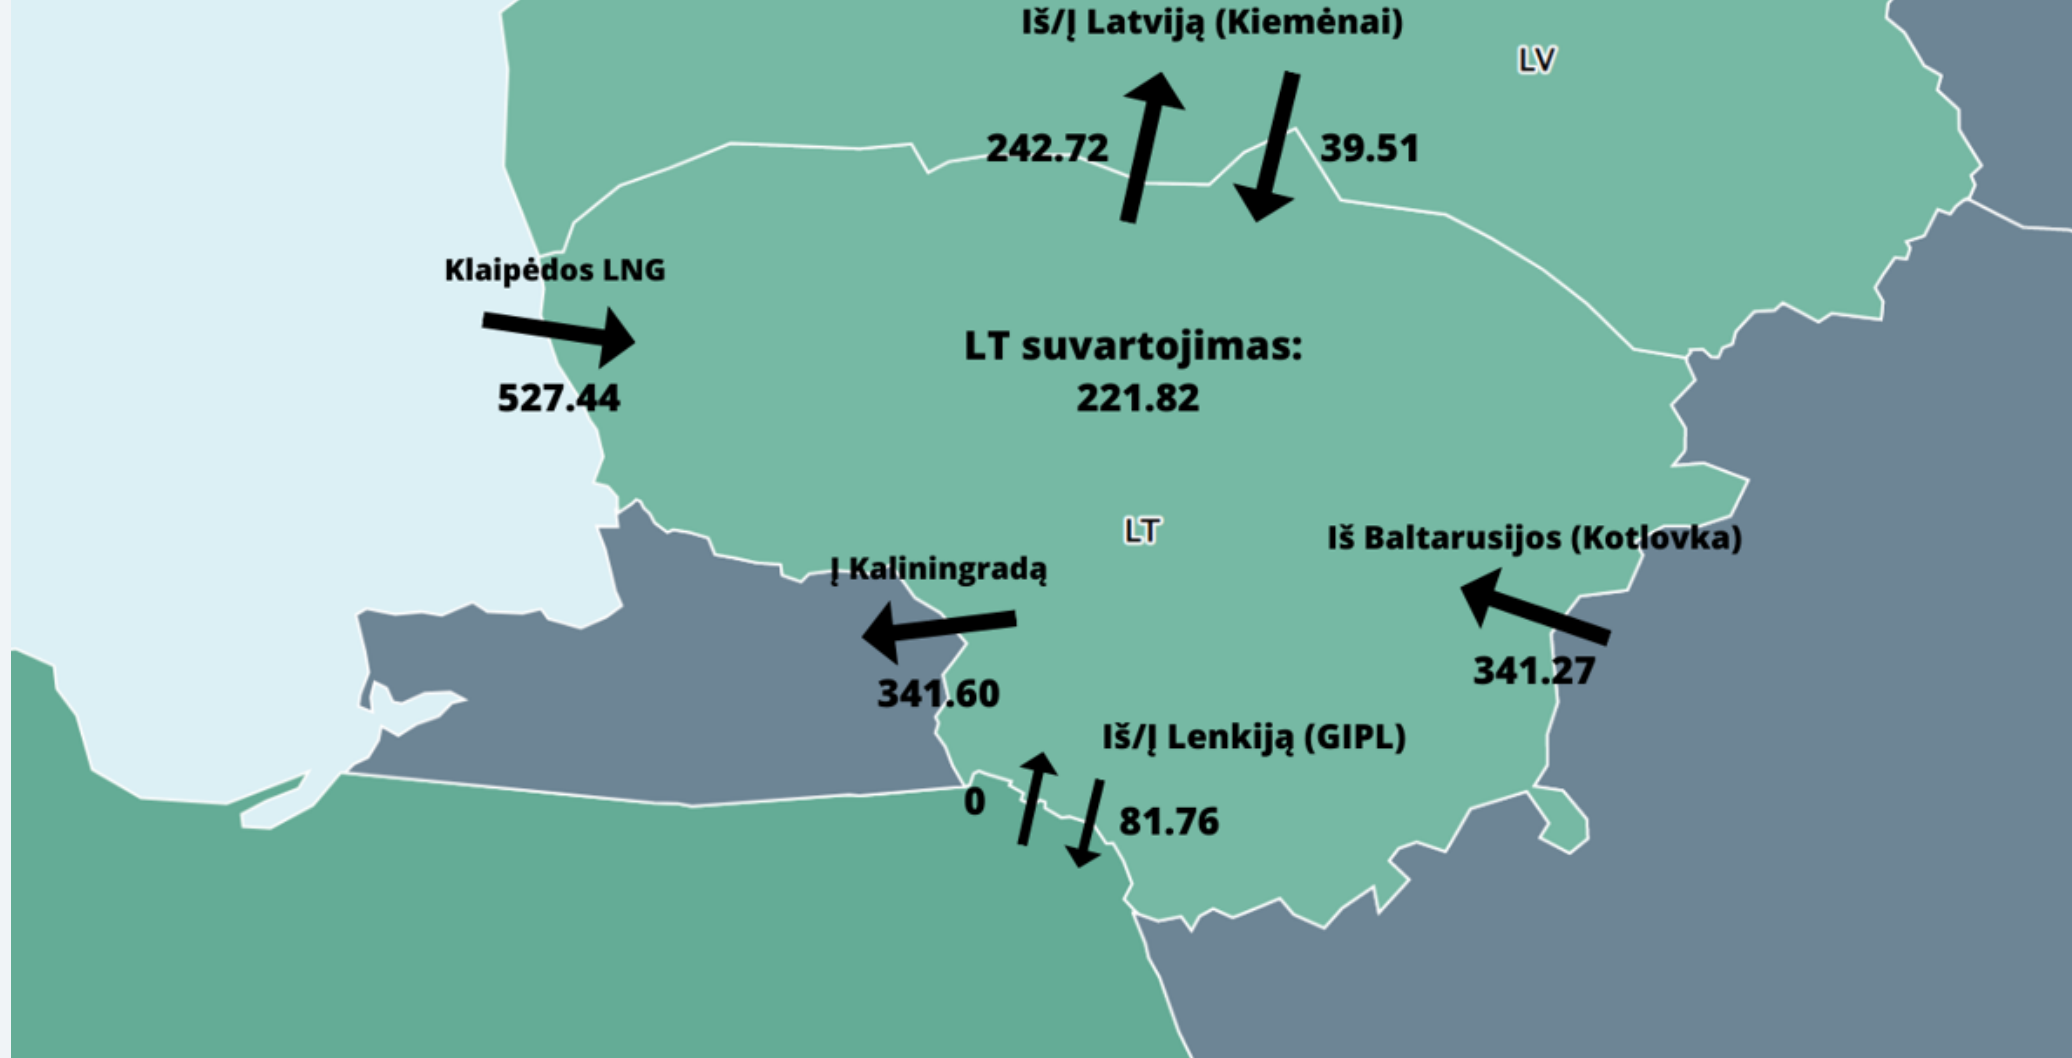 Iš/Į Latviją (Kiemėnai)
LV
242.72
39.51
Klaipėdos LNG
527.44
LT suvartojimas:
221.82
LT
Iš Baltarusijos (Kotlovka)
341.27
Į Kaliningradą
341.60
Iš/Į Lenkiją (GIPL)
0
81.76